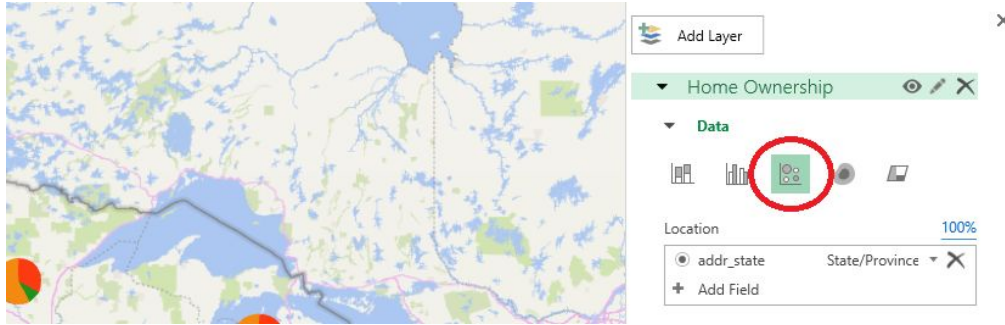 Add Layer
Home Ownership
Data
Location 100%
addr_state State/Province
Add Field